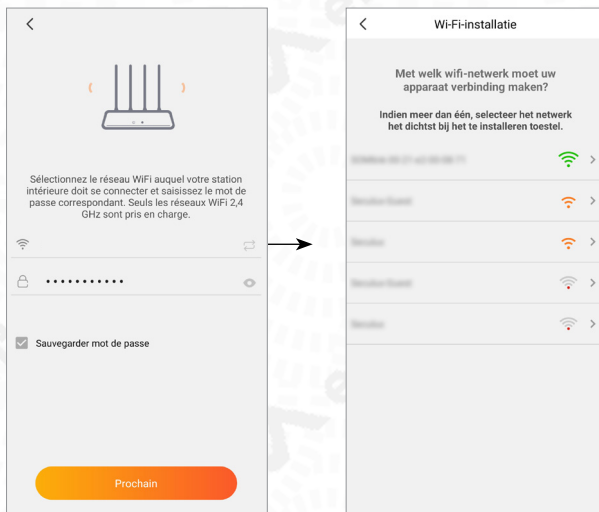 Sélectionnez le réseau WiFi auquel votre station
intérieure doit se connecter et saisissez le mot de
passe correspondant. Seuls les réseaux WiFi 2,4
GHz sont pris en charge.
Sauvegarder mot de passe
Prochain
Wi-Fi-installatie
Met welk wifi-netwerk moet uw
apparaat verbinding maken?
Indien meer dan één, selecteer het netwerk
het dichtst bij het te installeren toestel.